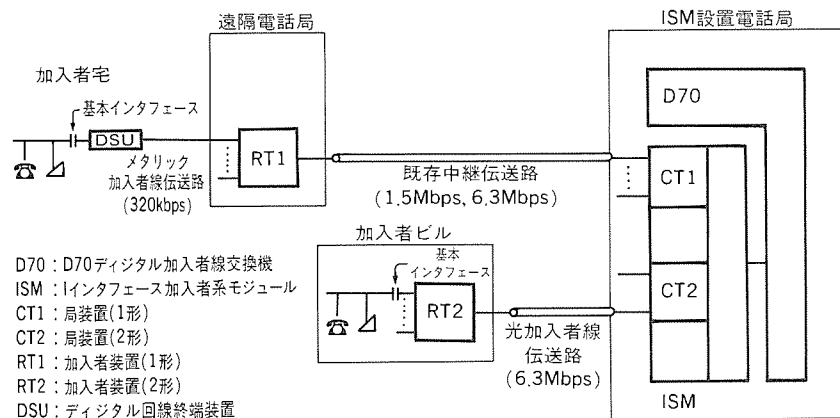 遠隔電話局
ISM設置電話局
加入者宅
基本インタフェース
DSU
メタリック
加入者線伝送路
(320kbps)
RT1
既存中継伝送路
(1.5Mbps, 6.3Mbps)
D70
CT1
CT2
ISM
加入者ビル
基本
インタフェース
RT2
光加入者線
伝送路
(6.3Mbps)
D70:D70ディジタル加入者線交換機
ISM:Iインタフェース加入者系モジュール
CT1:局装置(1形)
CT2:局装置(2形)
RT1:加入者装置(1形)
RT2:加入者装置(2形)
DSU:ディジタル回線終端装置